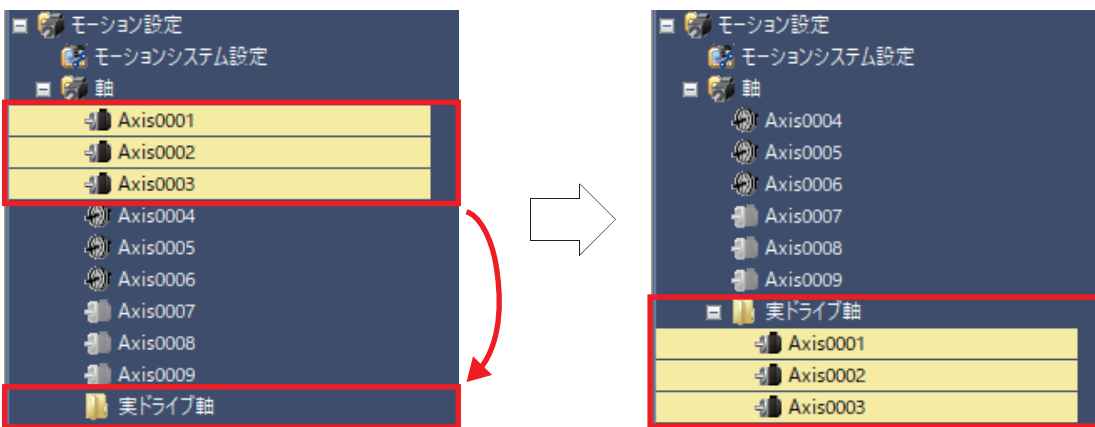 モーション設定
モーションシステム設定
軸
Axis0001
Axis0002
Axis0003
Axis0004
Axis0005
Axis0006
Axis0007
Axis0008
Axis0009
実ドライブ軸
モーション設定
モーションシステム設定
軸
Axis0004
Axis0005
Axis0006
Axis0007
Axis0008
Axis0009
実ドライブ軸
Axis0001
Axis0002
Axis0003